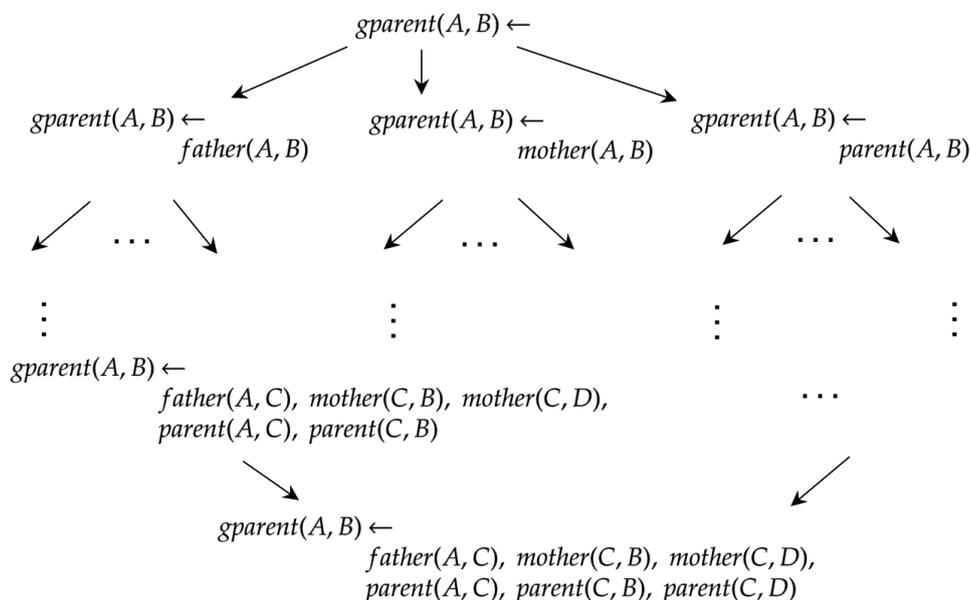 gparent(A, B) ←
gparent(A, B) ←
father(A, B)
gparent(A, B) ←
mother(A, B)
gparent(A, B) ←
parent(A, B)
...
...
...
⋮
⋮
⋮
⋮
gparent(A, B) ←
father(A, C), mother(C, B), mother(C, D),
parent(A, C), parent(C, B)
...
gparent(A, B) ←
father(A, C), mother(C, B), mother(C, D),
parent(A, C), parent(C, B), parent(C, D)